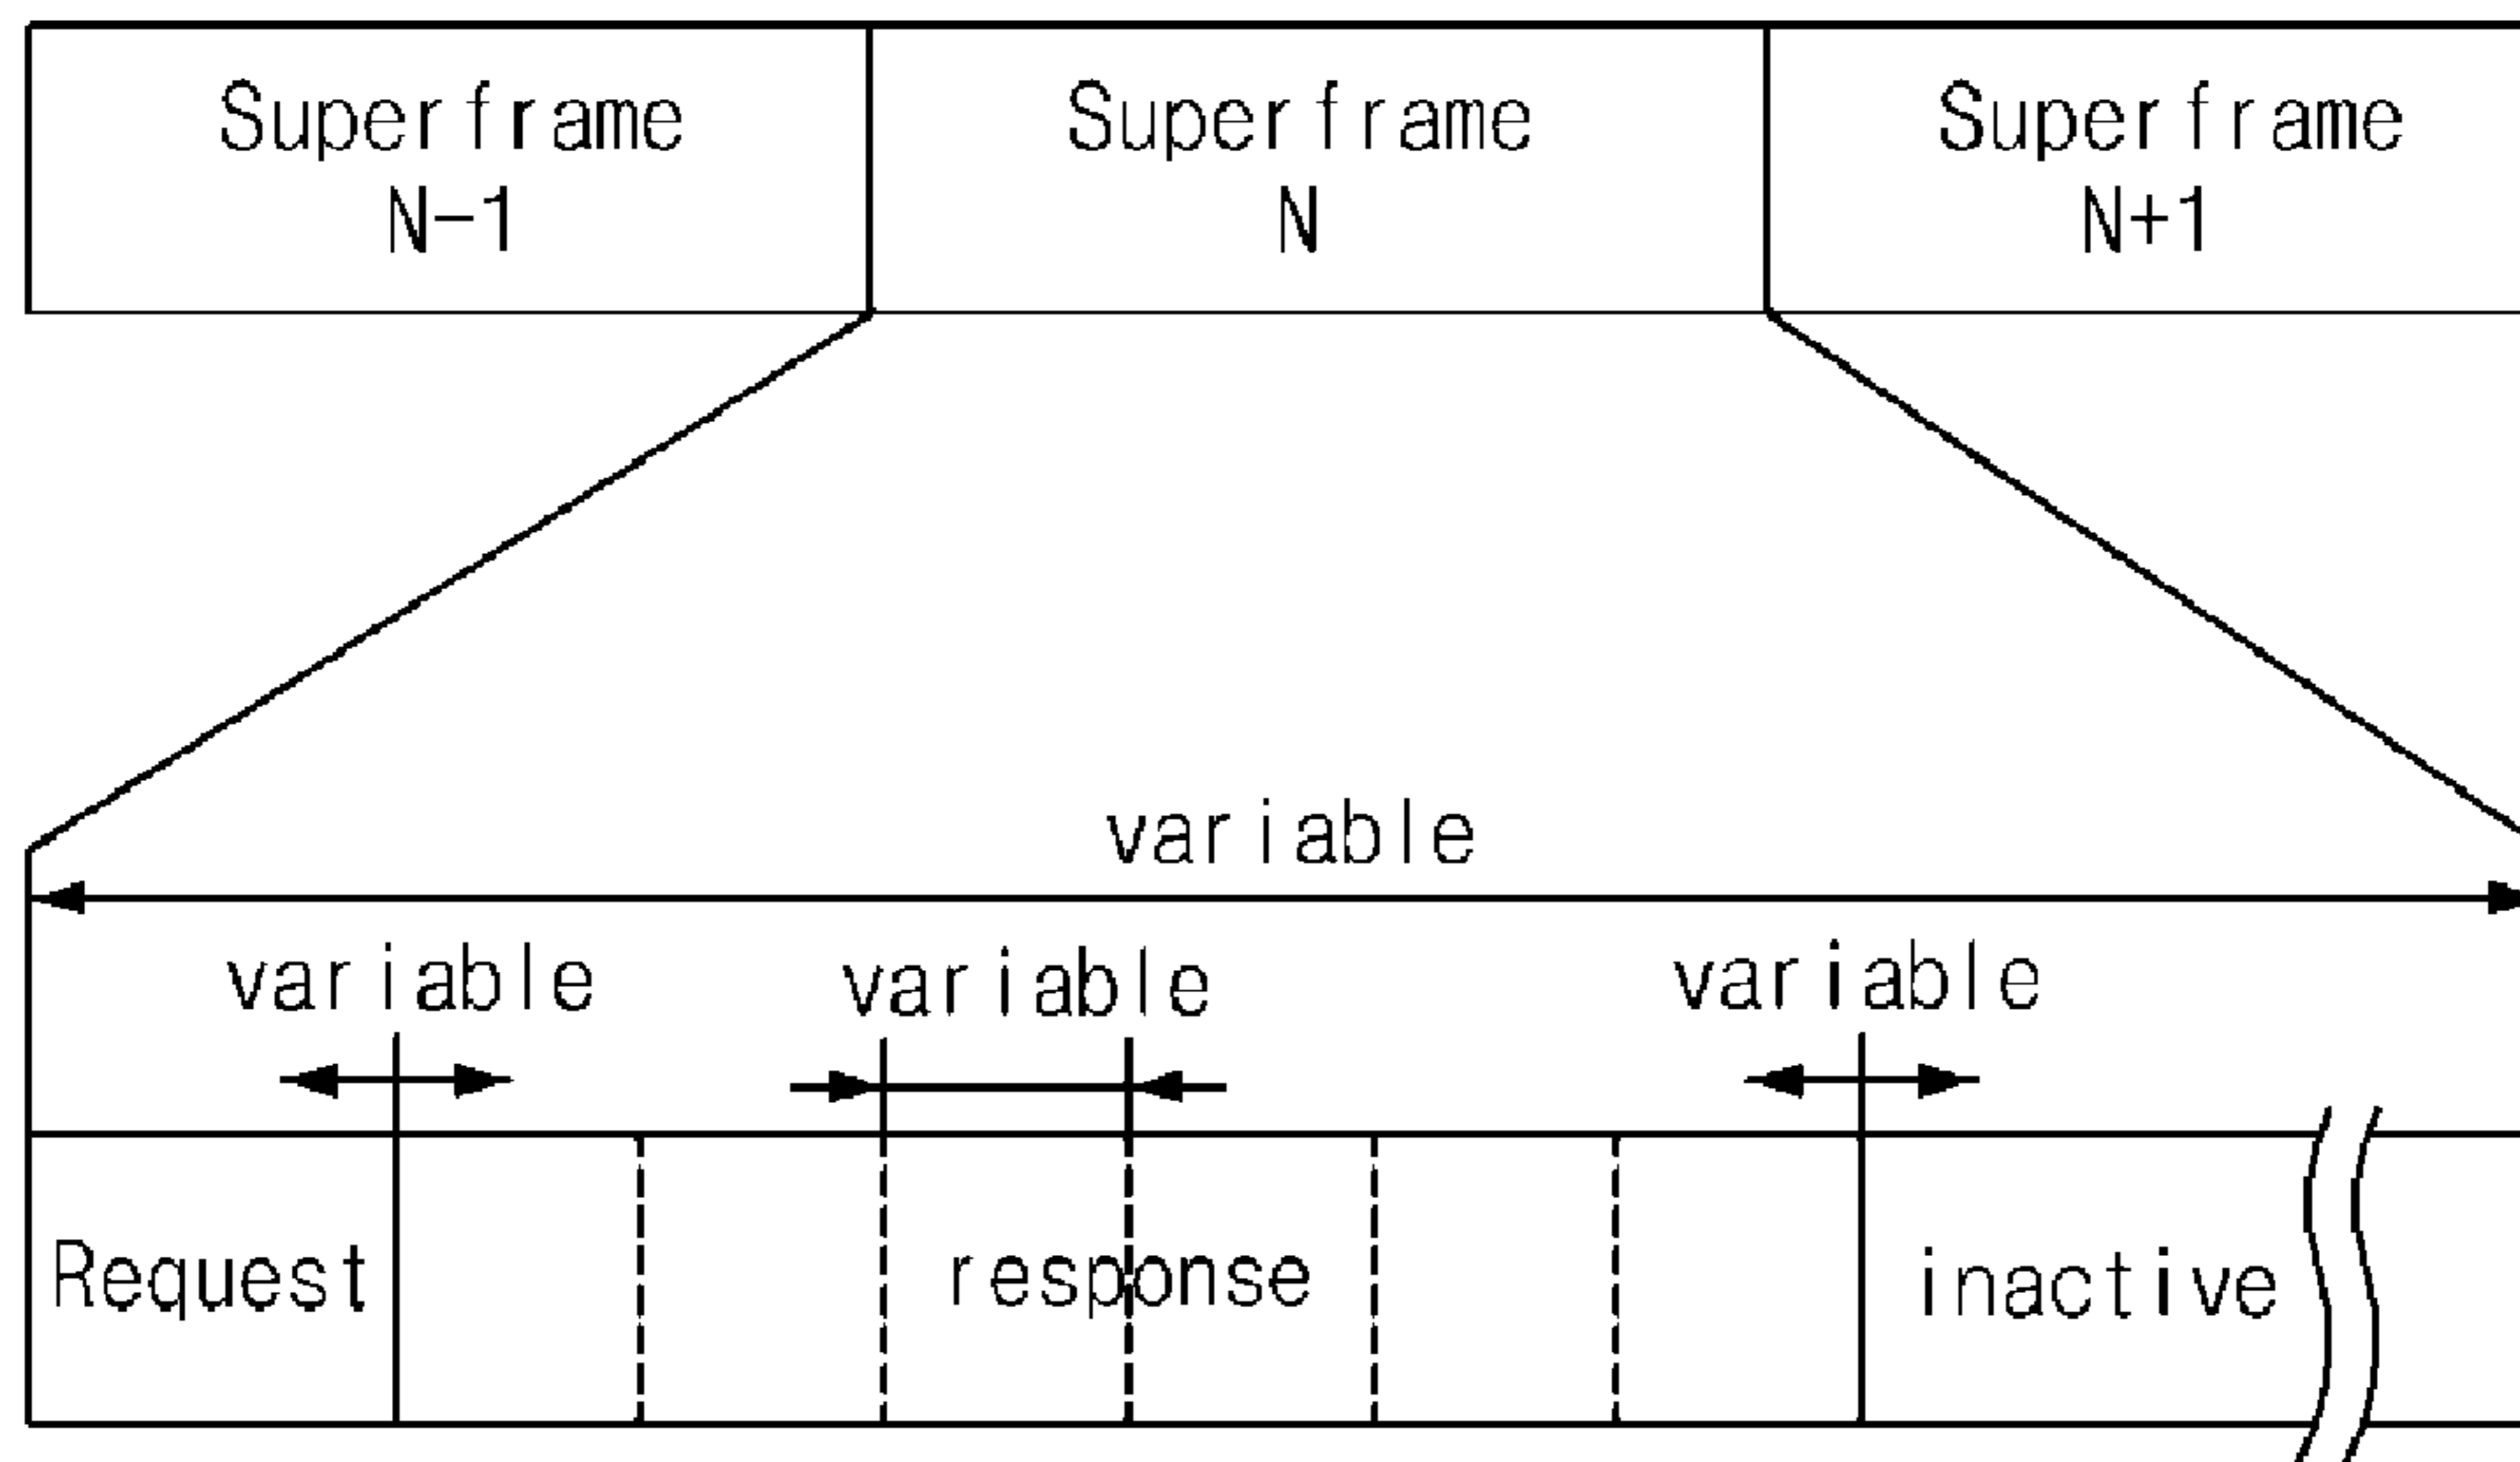 Superframe
N-1
Superframe
N
Superframe
N+1
variable
variable
variable
variable
Request
response
inactive